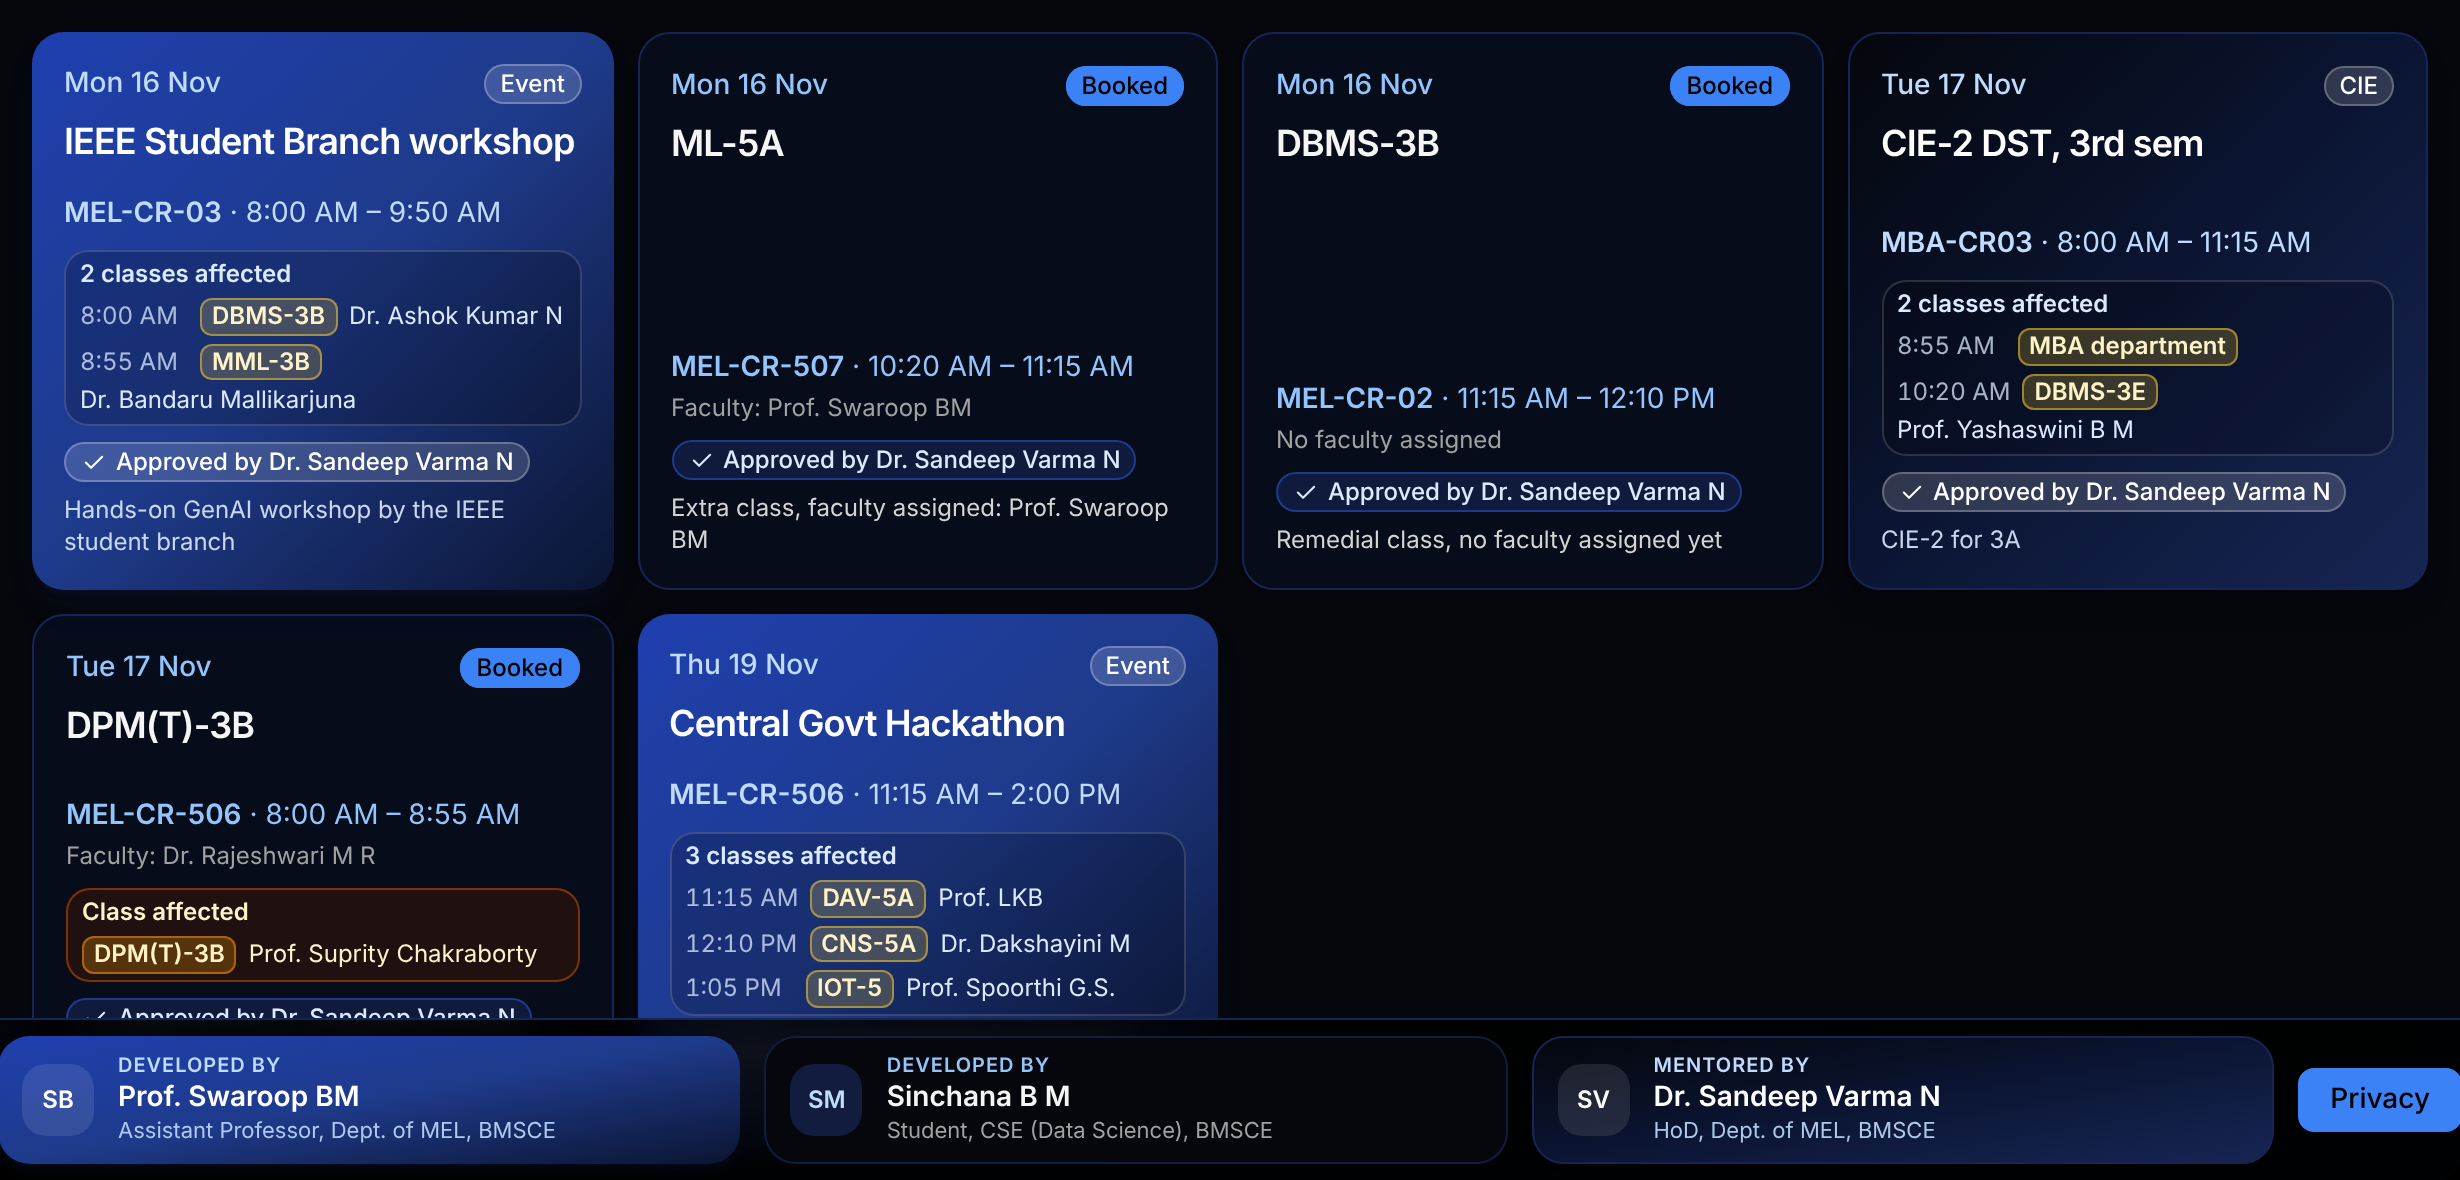 Mon 16 Nov
Event
IEEE Student Branch workshop
MEL-CR-03 · 8:00 AM – 9:50 AM
2 classes affected
8:00 AM DBMS-3B Dr. Ashok Kumar N
8:55 AM MML-3B
Dr. Bandaru Mallikarjuna
✓ Approved by Dr. Sandeep Varma N
Hands-on GenAI workshop by the IEEE
student branch
Mon 16 Nov
Booked
ML-5A
MEL-CR-507 · 10:20 AM – 11:15 AM
Faculty: Prof. Swaroop BM
✓ Approved by Dr. Sandeep Varma N
Extra class, faculty assigned: Prof. Swaroop
BM
Mon 16 Nov
Booked
DBMS-3B
MEL-CR-02 · 11:15 AM – 12:10 PM
No faculty assigned
✓ Approved by Dr. Sandeep Varma N
Remedial class, no faculty assigned yet
Tue 17 Nov
CIE
CIE-2 DST, 3rd sem
MBA-CR03 · 8:00 AM – 11:15 AM
2 classes affected
8:55 AM MBA department
10:20 AM DBMS-3E
Prof. Yashaswini B M
✓ Approved by Dr. Sandeep Varma N
CIE-2 for 3A
Tue 17 Nov
Booked
DPM(T)-3B
MEL-CR-506 · 8:00 AM – 8:55 AM
Faculty: Dr. Rajeshwari M R
Class affected
DPM(T)-3B Prof. Suprity Chakraborty
✓ Approved by Dr. Sandeep Varma N
Thu 19 Nov
Event
Central Govt Hackathon
MEL-CR-506 · 11:15 AM – 2:00 PM
3 classes affected
11:15 AM DAV-5A Prof. LKB
12:10 PM CNS-5A Dr. Dakshayini M
1:05 PM IOT-5 Prof. Spoorthi G.S.
SB
DEVELOPED BY
Prof. Swaroop BM
Assistant Professor, Dept. of MEL, BMSCE
SM
DEVELOPED BY
Sinchana B M
Student, CSE (Data Science), BMSCE
SV
MENTORED BY
Dr. Sandeep Varma N
HoD, Dept. of MEL, BMSCE
Privacy